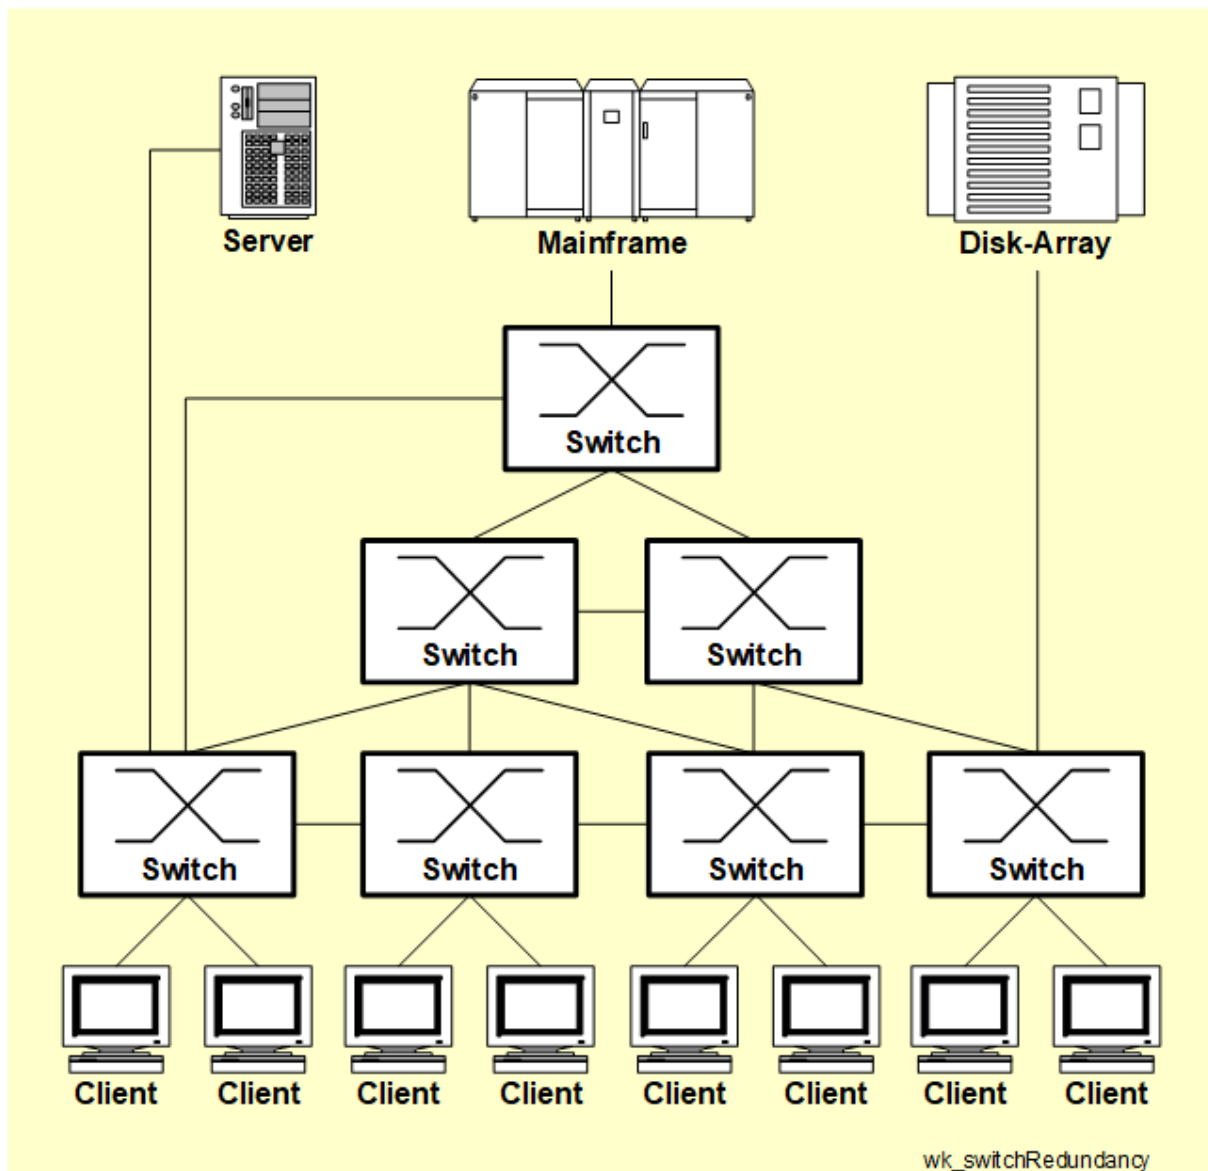 Server
Mainframe
Disk-Array
Switch
Switch
Switch
Switch
Switch
Switch
Switch
Client
Client
Client
Client
Client
Client
Client
Client
wk_switchRedundancy